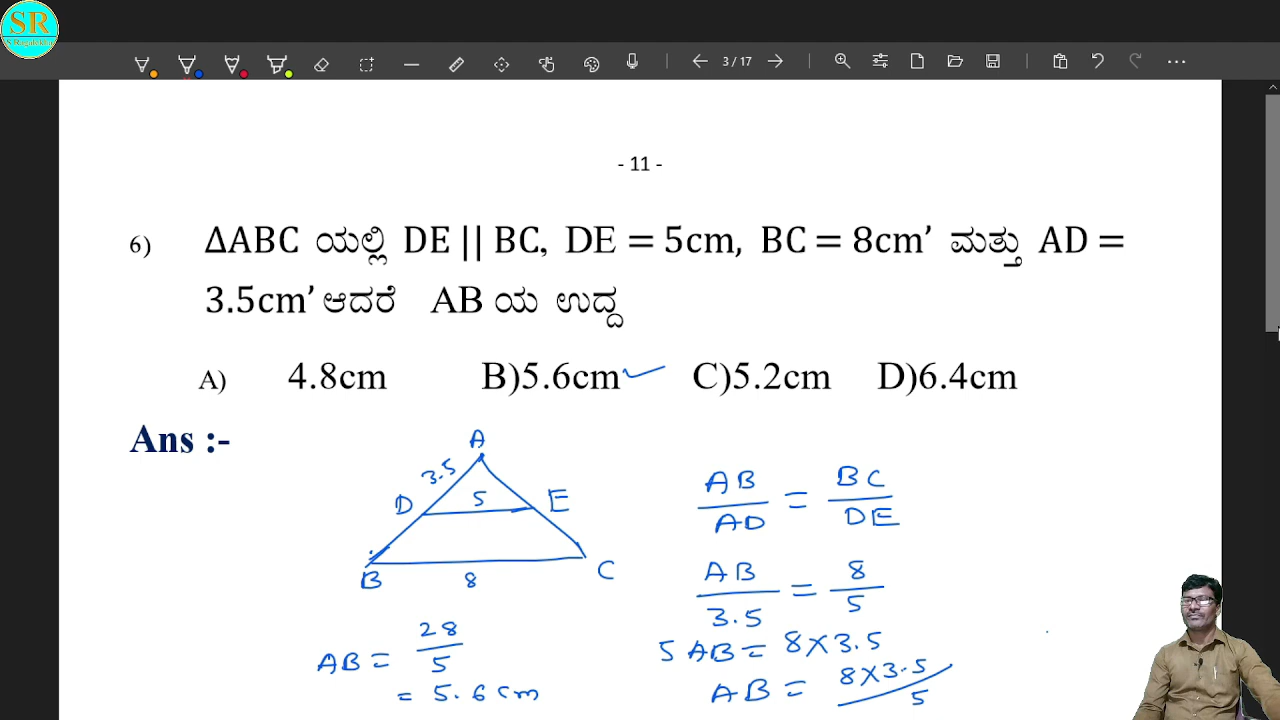 SR
3 / 17
- 11 -
6) ΔABC ಯಲ್ಲಿ DE || BC, DE = 5cm, BC = 8cm’ ಮತ್ತು AD =
3.5cm’ ಆದರೆ AB ಯ ಉದ್ದ
A) 4.8cm B)5.6cm C)5.2cm D)6.4cm
Ans :-
A
3.5
D 5 E
B 8 C
AB/AD = BC/DE
AB/3.5 = 8/5
5 AB = 8×3.5
AB = 8×3.5/5
AB = 28/5
= 5.6 cm